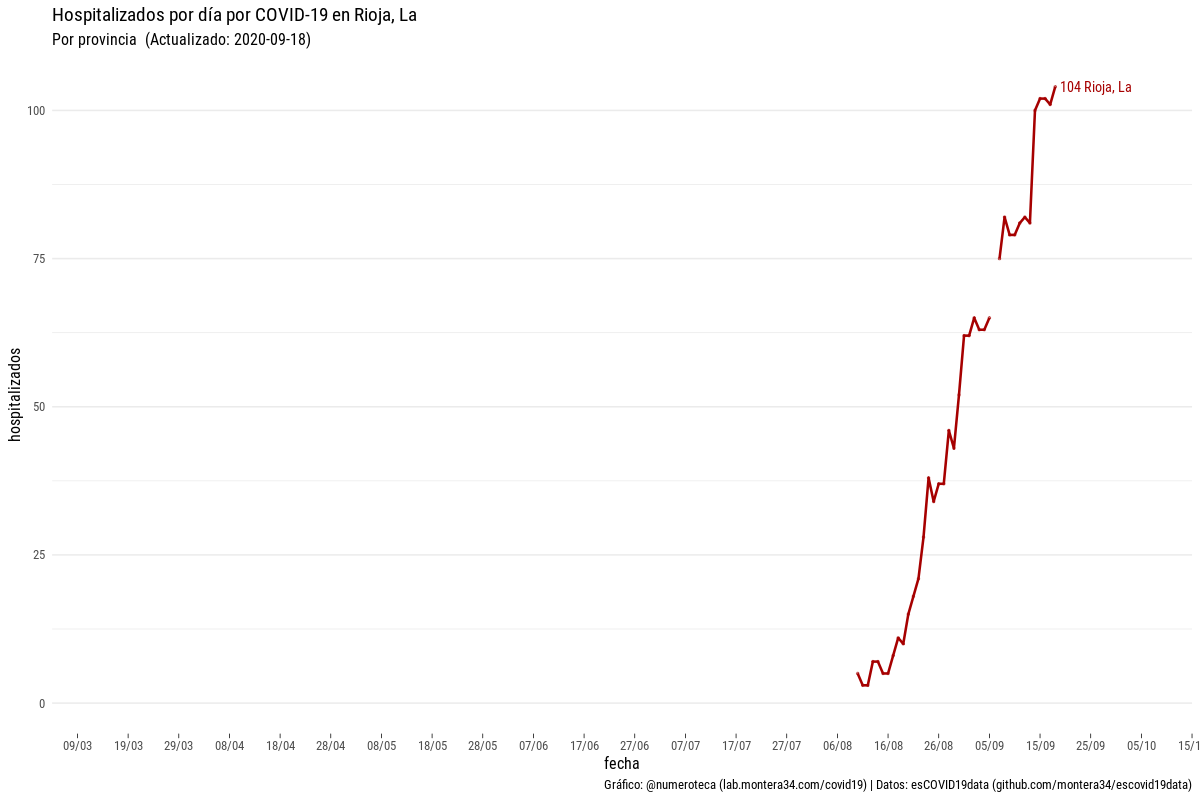 Hospitalizados por día por COVID-19 en Rioja, La
Por provincia  (Actualizado: 2020-09-18)
104 Rioja, La
100
75
50
25
0
hospitalizados
09/03 19/03 29/03 08/04 18/04 28/04 08/05 18/05 28/05 07/06 17/06 27/06 07/07 17/07 27/07 06/08 16/08 26/08 05/09 15/09 25/09 05/10 15/1
fecha
Gráfico: @numeroteca (lab.montera34.com/covid19) | Datos: esCOVID19data (github.com/montera34/escovid19data)